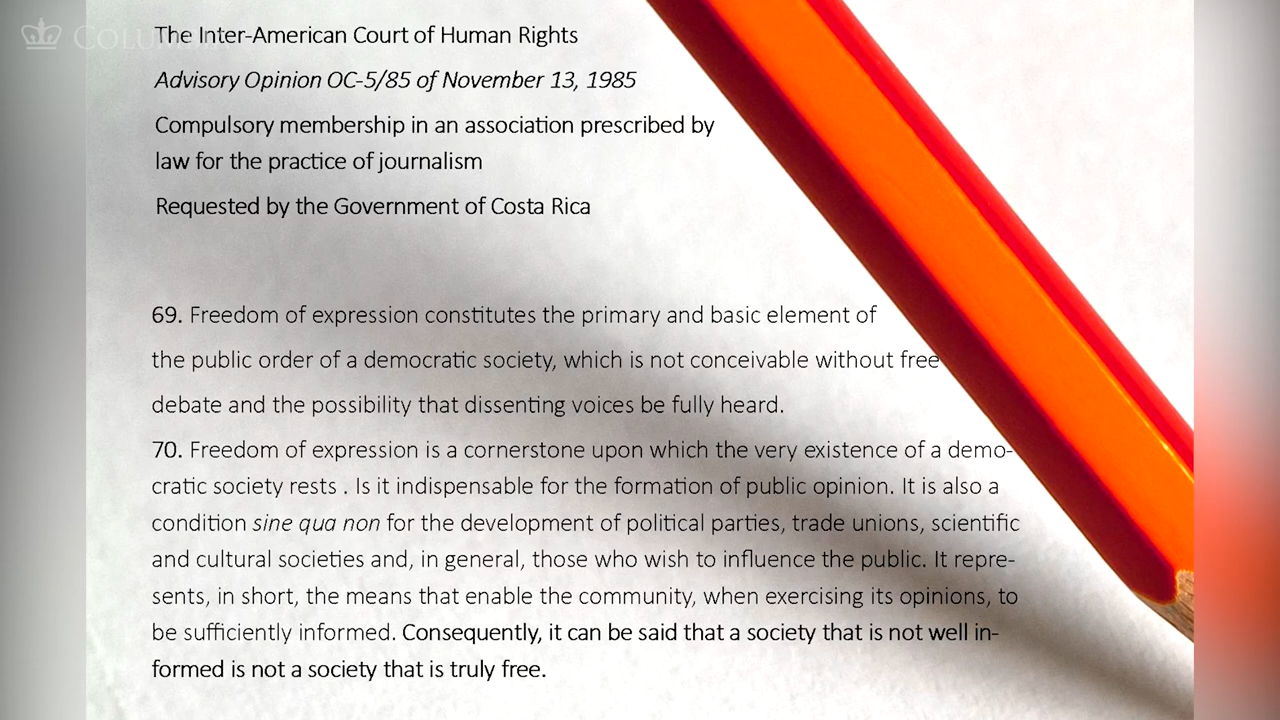 COLUMBIA
The Inter-American Court of Human Rights
Advisory Opinion OC-5/85 of November 13, 1985
Compulsory membership in an association prescribed by
law for the practice of journalism
Requested by the Government of Costa Rica
69. Freedom of expression constitutes the primary and basic element of
the public order of a democratic society, which is not conceivable without free
debate and the possibility that dissenting voices be fully heard.
70. Freedom of expression is a cornerstone upon which the very existence of a demo-
cratic society rests . Is it indispensable for the formation of public opinion. It is also a
condition sine qua non for the development of political parties, trade unions, scientific
and cultural societies and, in general, those who wish to influence the public. It repre-
sents, in short, the means that enable the community, when exercising its opinions, to
be sufficiently informed. Consequently, it can be said that a society that is not well in-
formed is not a society that is truly free.